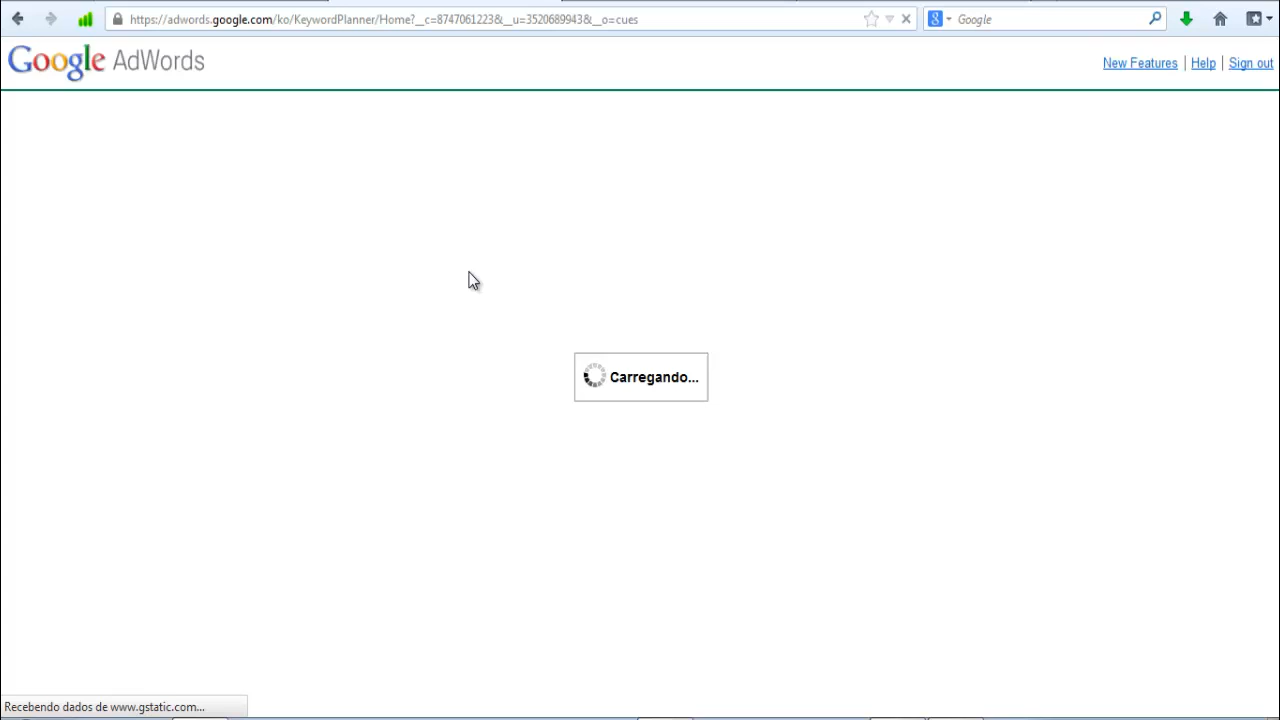 https://adwords.google.com/ko/KeywordPlanner/Home?__c=8747061223&__u=3520689943&__o=cues
Google
Google AdWords
New Features | Help | Sign out
Carregando...
Recebendo dados de www.gstatic.com...